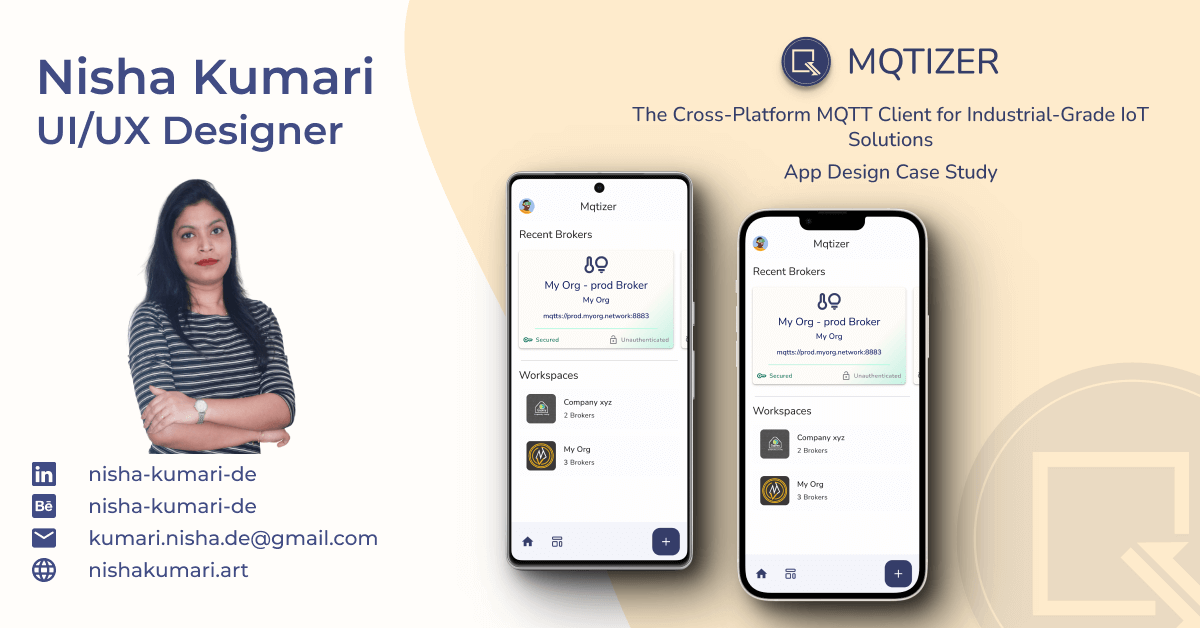 Nisha Kumari
UI/UX Designer
in nisha-kumari-de
Bē nisha-kumari-de
kumari.nisha.de@gmail.com
nishakumari.art
MQTIZER
The Cross-Platform MQTT Client for Industrial-Grade IoT
Solutions
App Design Case Study
Mqtizer
Recent Brokers
My Org - prod Broker
My Org
mqtts://prod.myorg.network:8883
Secured Unauthenticated
Workspaces
Company xyz
2 Brokers
My Org
3 Brokers
Mqtizer
Recent Brokers
My Org - prod Broker
My Org
mqtts://prod.myorg.network:8883
Secured Unauthenticated
Workspaces
Company xyz
2 Brokers
My Org
3 Brokers